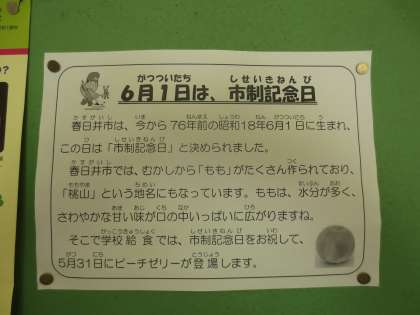 6月1日は、市制記念日
春日井市は、今から76年前の昭和18年6月1日に生まれ、
この日は「市制記念日」と決められました。
春日井市では、むかしから「もも」がたくさん作られており、
「桃山」という地名にもなっています。ももは、水分が多く、
さわやかな甘い味が口の中いっぱいに広がりますね。
そこで学校給食では、市制記念日をお祝して、
5月31日にピーチゼリーが登場します。